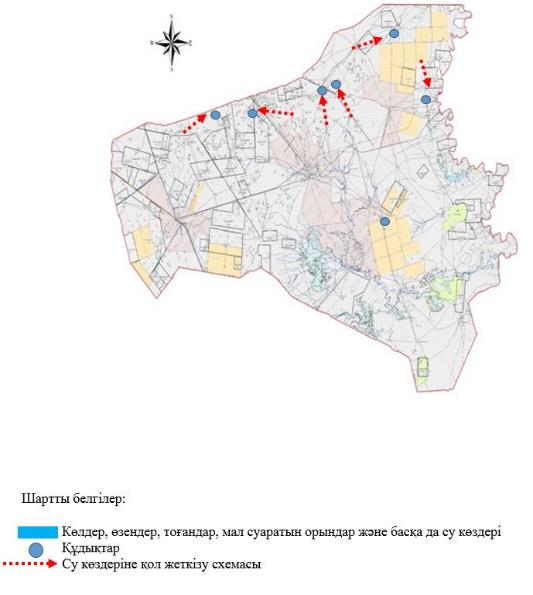 N
W
E
S
Шартты белгілер:
Көлдер, өзендер, тоғандар, мал суаратын орындар және басқа да су көздері
Құдықтар
Су көздеріне қол жеткізу схемасы